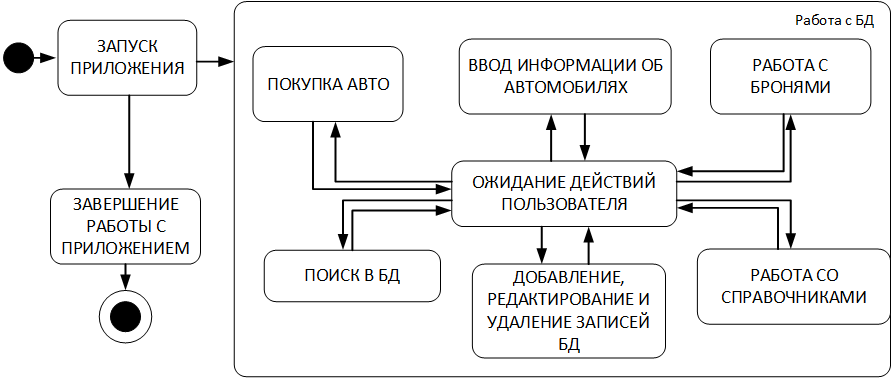 Работа с БД
ЗАПУСК
ПРИЛОЖЕНИЯ
ПОКУПКА АВТО
ВВОД ИНФОРМАЦИИ ОБ
АВТОМОБИЛЯХ
РАБОТА С
БРОНЯМИ
ОЖИДАНИЕ ДЕЙСТВИЙ
ПОЛЬЗОВАТЕЛЯ
ЗАВЕРШЕНИЕ
РАБОТЫ С
ПРИЛОЖЕНИЕМ
ПОИСК В БД
ДОБАВЛЕНИЕ,
РЕДАКТИРОВАНИЕ И
УДАЛЕНИЕ ЗАПИСЕЙ
БД
РАБОТА СО
СПРАВОЧНИКАМИ